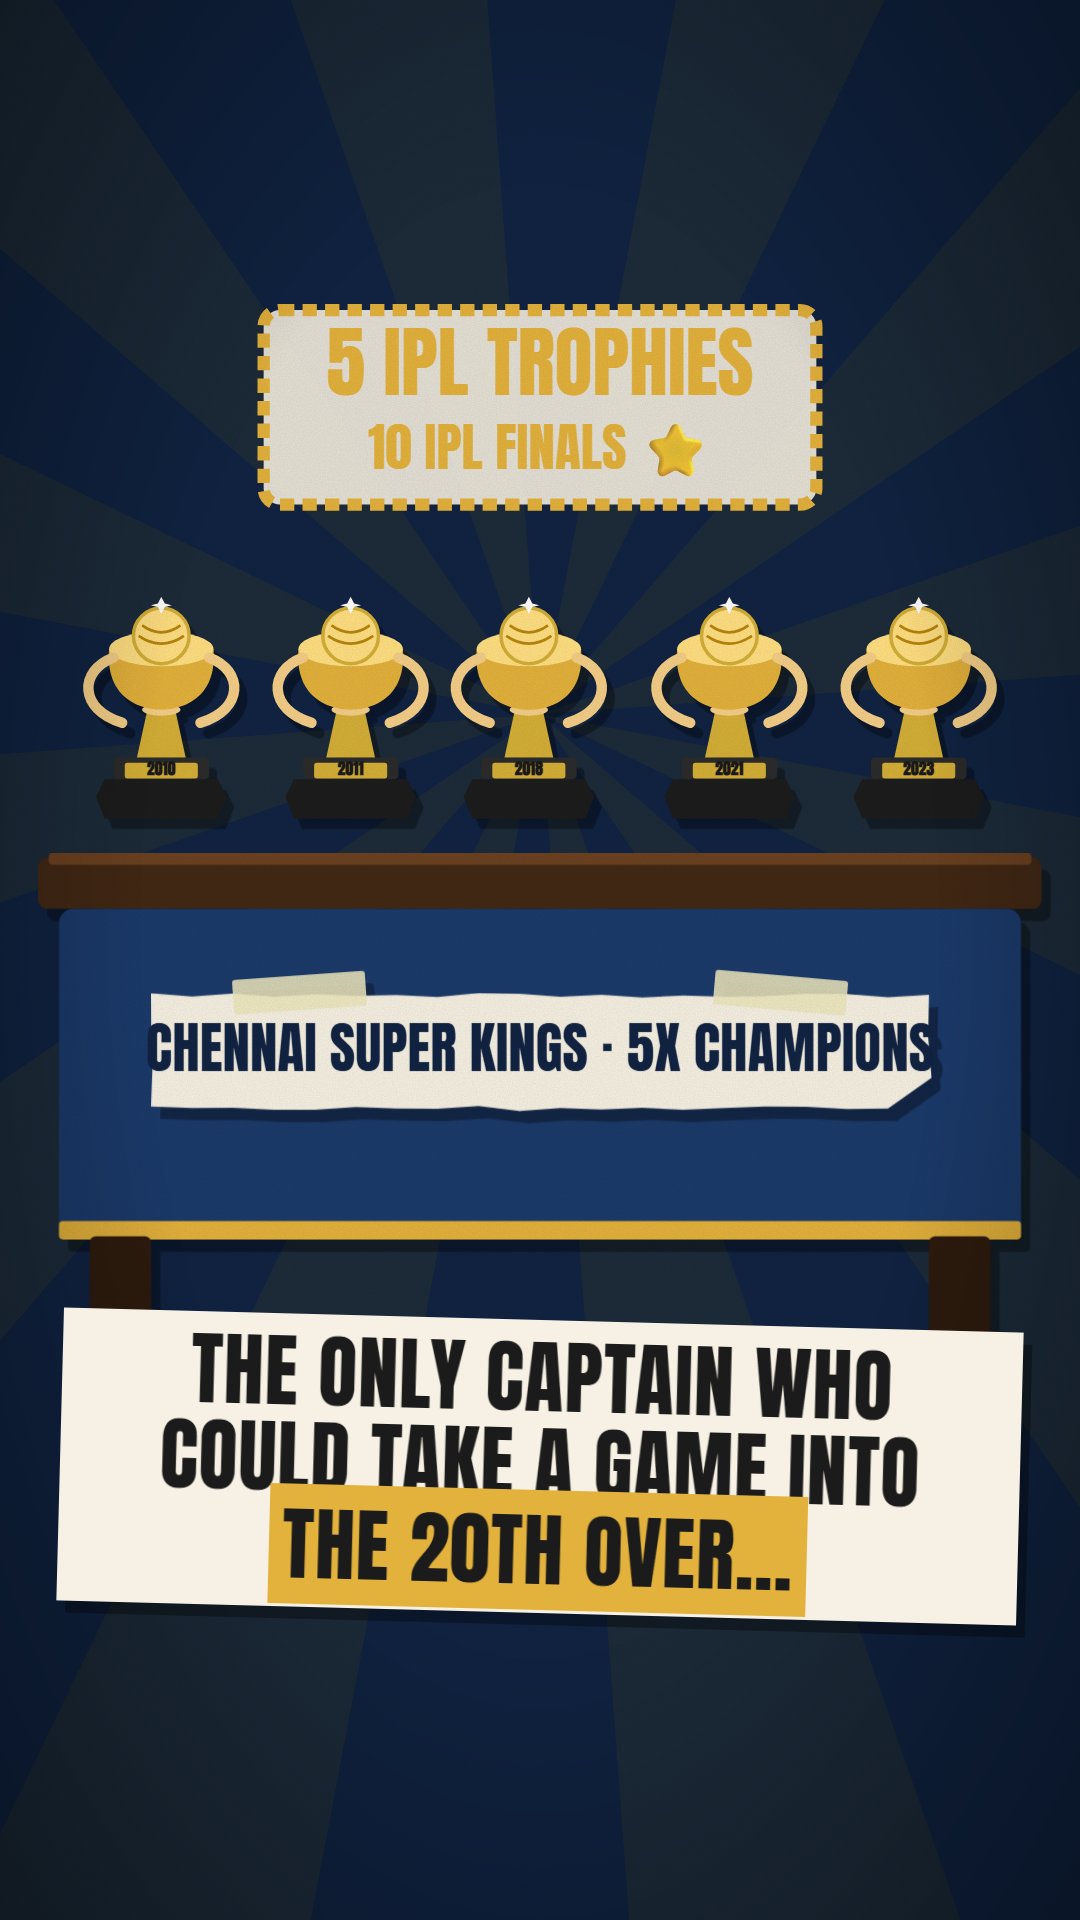 5 IPL TROPHIES
10 IPL FINALS
2010 2011 2018 2021 2023
CHENNAI SUPER KINGS · 5X CHAMPIONS
THE ONLY CAPTAIN WHO
COULD TAKE A GAME INTO
THE 20TH OVER...